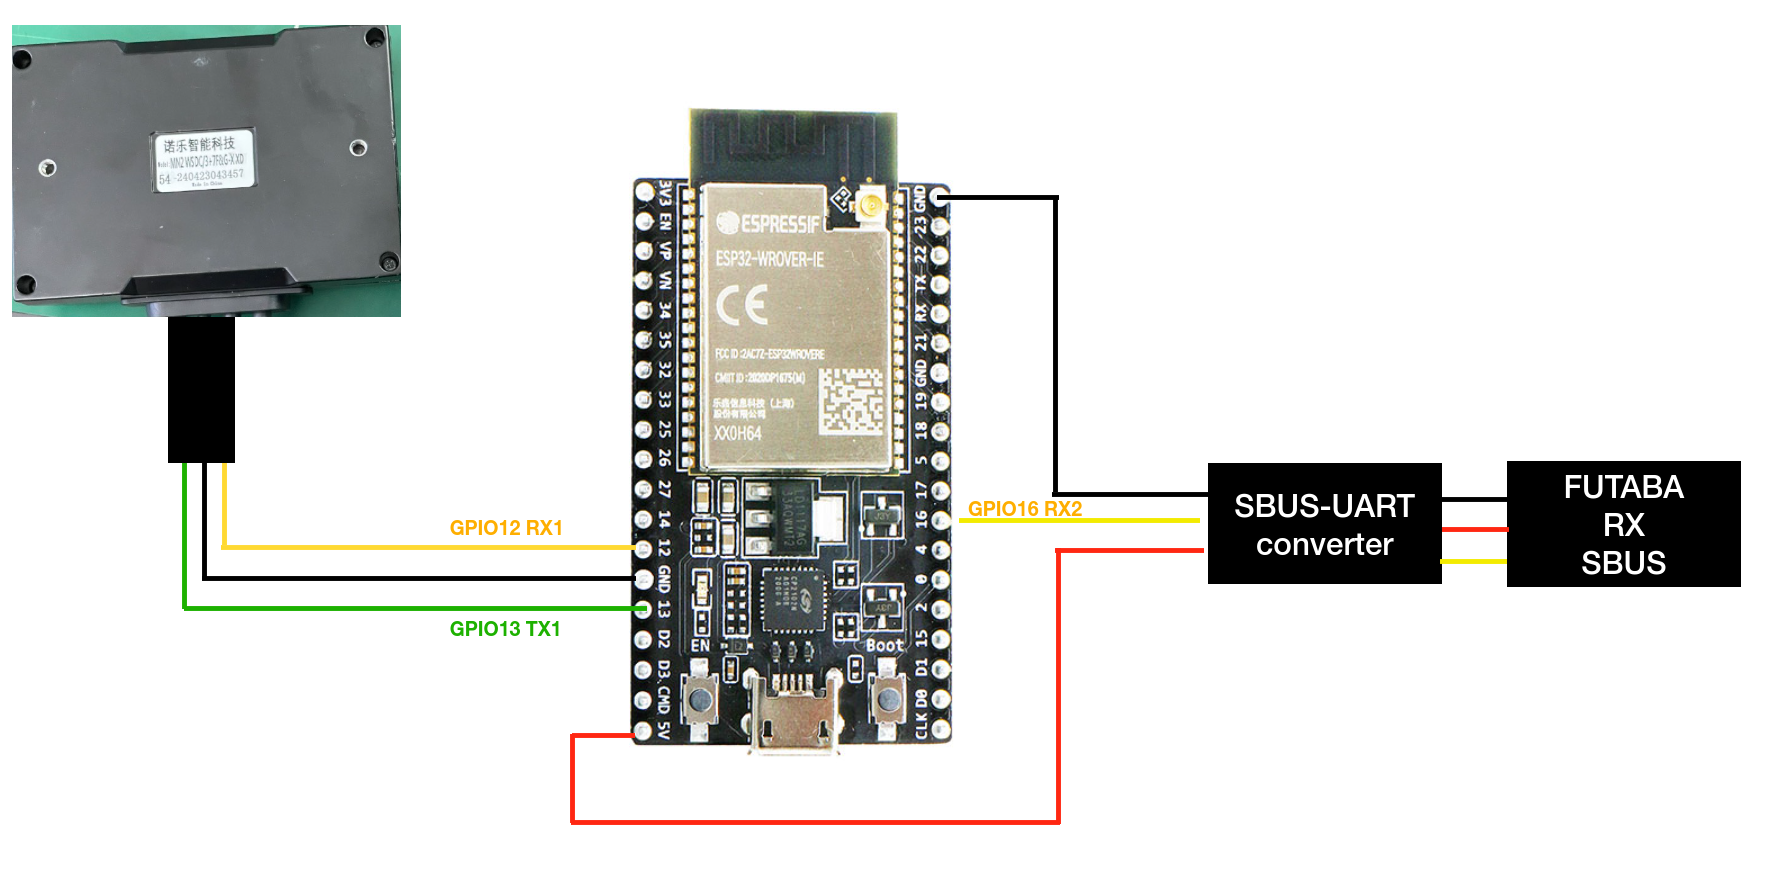 诺乐智能科技
Model:MN2 WSDC/3+7F&G-XXD
54 -240423043457
Made in China
GPIO12 RX1
GPIO13 TX1
3V3
EN
VP
VN
34
35
32
33
25
26
27
14
12
GND
13
D2
D3
CMD
5V
ESPRESSIF
ESP32-WROVER-IE
CE
FCC ID:2AC7Z-ESP32WROVERE
CMIIT ID:2020DP1675(M)
乐鑫信息科技(上海)
股份有限公司
XX0H64
EN
Boot
GND
23
22
TX
RX
21
GND
19
18
5
17
16
4
0
2
15
D1
D0
CLK
GPIO16 RX2
SBUS-UART
converter
FUTABA
RX
SBUS